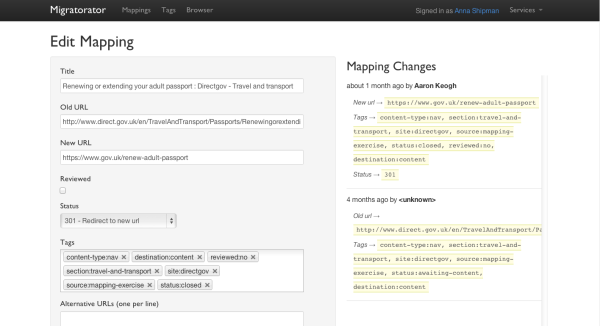 Migratorator Mappings Tags Browser Signed in as Anna Shipman Services
Edit Mapping
Title
Renewing or extending your adult passport : Directgov - Travel and transport
Old URL
http://www.direct.gov.uk/en/TravelAndTransport/Passports/Renewingorextendi
New URL
https://www.gov.uk/renew-adult-passport
Reviewed
Status
301 - Redirect to new url
Tags
content-type:nav × destination:content × reviewed:no ×
section:travel-and-transport × site:directgov ×
source:mapping-exercise × status:closed ×
Alternative URLs (one per line)
Mapping Changes
about 1 month ago by Aaron Keogh
New url → https://www.gov.uk/renew-adult-passport
Tags → content-type:nav, section:travel-and-
transport, site:directgov, source:mapping-
exercise, status:closed, reviewed:no,
destination:content
Status → 301
4 months ago by <unknown>
Old url →
http://www.direct.gov.uk/en/TravelAndTransport/Pa
Tags → content-type:nav, section:travel-and-
transport, site:directgov, source:mapping-
exercise, status:awaiting-content,
destination:content